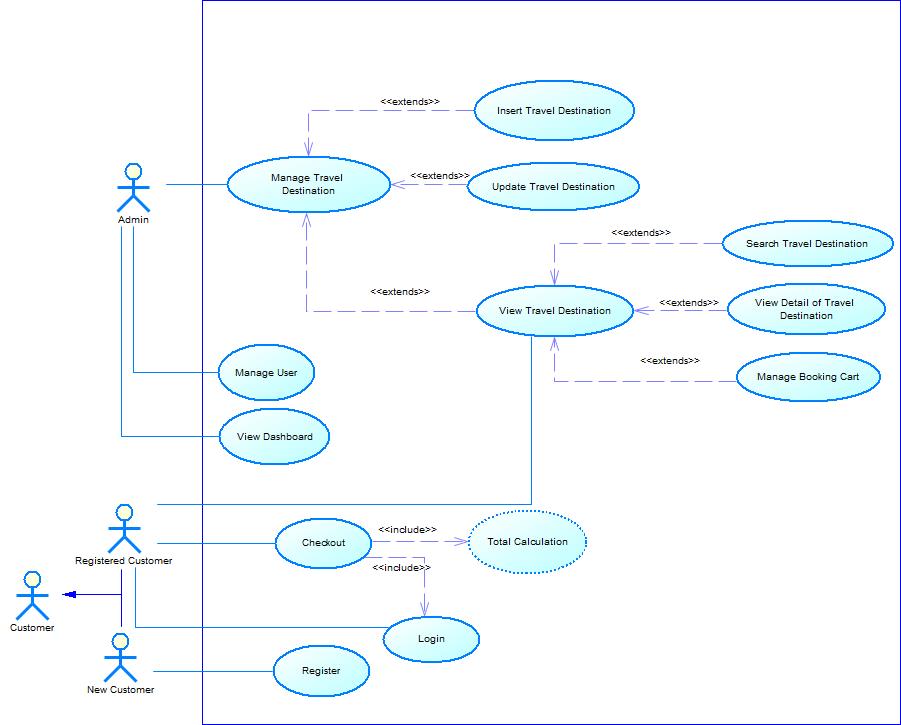 <<extends>>
Insert Travel Destination
Manage Travel
Destination
<<extends>>
Update Travel Destination
Admin
<<extends>>
Search Travel Destination
<<extends>>
View Travel Destination
<<extends>>
View Detail of Travel
Destination
<<extends>>
Manage Booking Cart
Manage User
View Dashboard
Registered Customer
Checkout
<<include>>
Total Calculation
<<include>>
Customer
Login
New Customer
Register